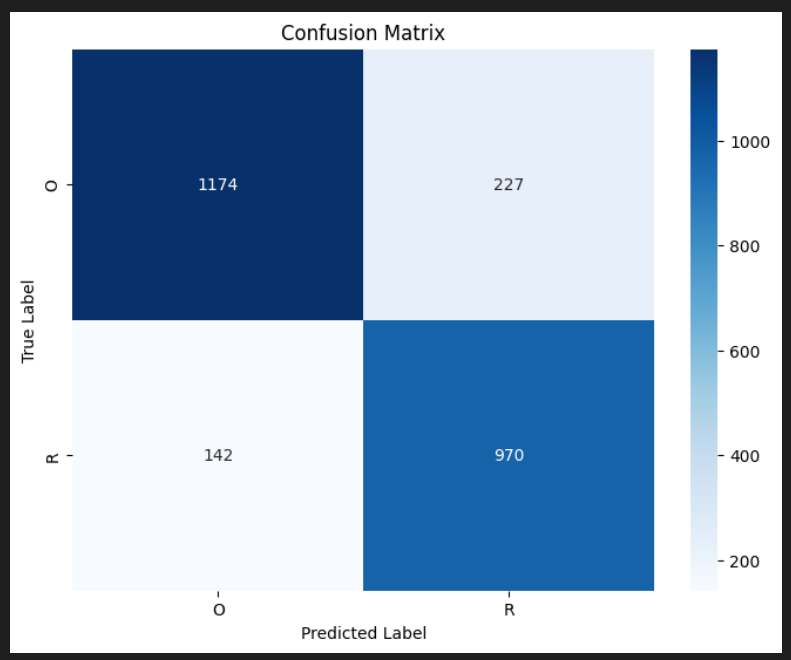 Confusion Matrix
True Label
O
1174
227
R
142
970
O
R
Predicted Label
1000
800
600
400
200